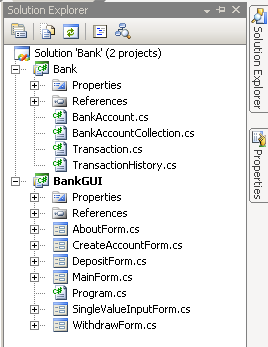 Solution Explorer
Solution 'Bank' (2 projects)
Bank
Properties
References
BankAccount.cs
BankAccountCollection.cs
Transaction.cs
TransactionHistory.cs
BankGUI
Properties
References
AboutForm.cs
CreateAccountForm.cs
DepositForm.cs
MainForm.cs
Program.cs
SingleValueInputForm.cs
WithdrawForm.cs
Solution Explorer
Properties